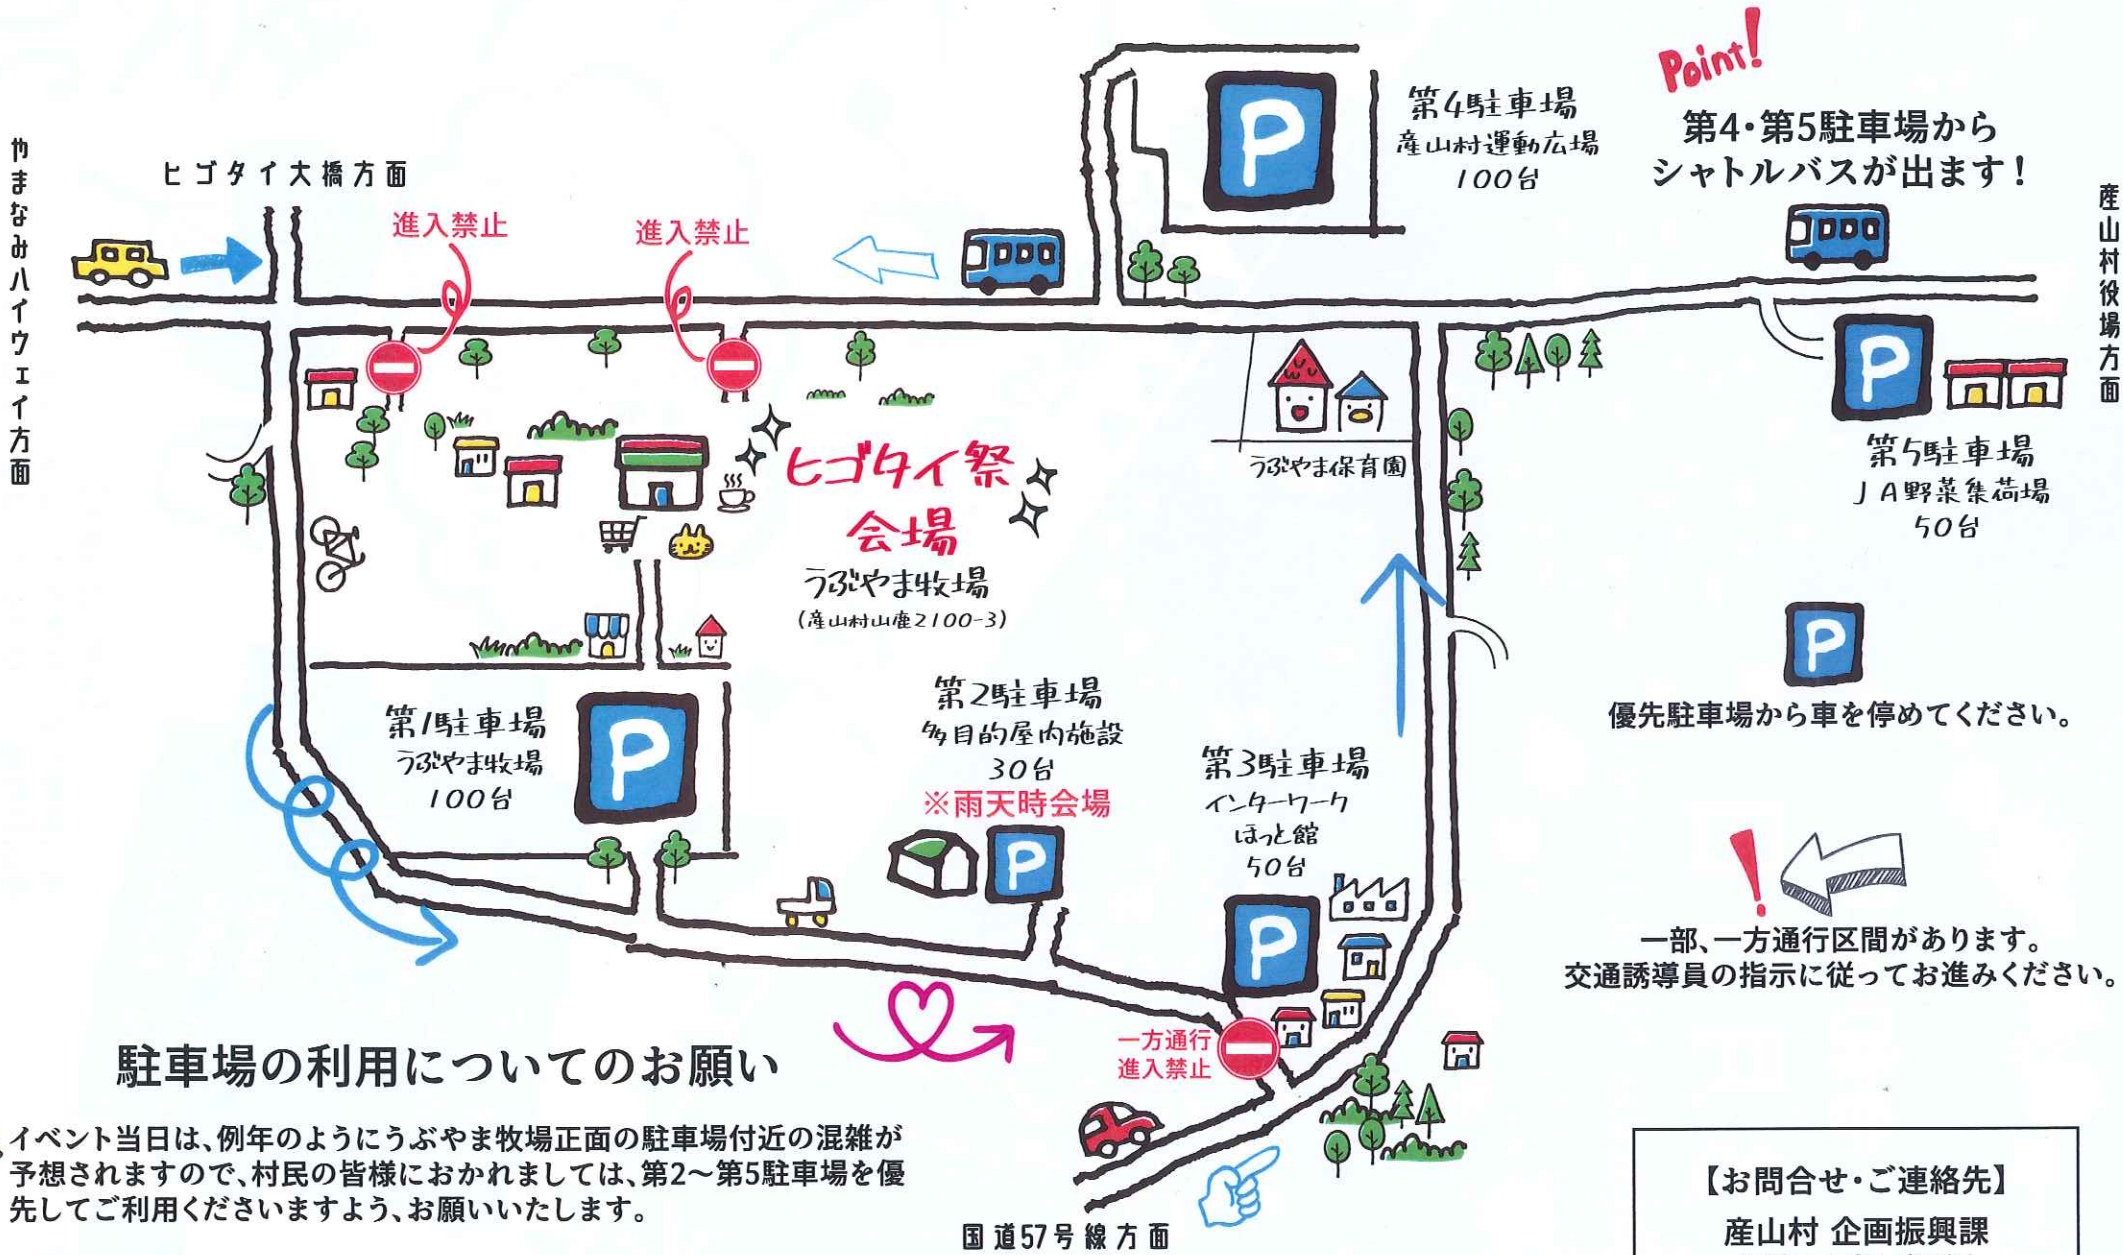 Point!
第4・第5駐車場から
シャトルバスが出ます!
第4駐車場
産山村運動広場
100台
P
やまなみハイウェイ方面
ヒゴタイ大橋方面
進入禁止
進入禁止
産山村役場方面
P
第5駐車場
JA野菜集荷場
50台
うぶやま保育園
ヒゴタイ祭
会場
うぶやま牧場
(産山村山鹿2100-3)
P
優先駐車場から車を停めてください。
第1駐車場
うぶやま牧場
100台
P
第2駐車場
多目的屋内施設
30台
※雨天時会場
P
第3駐車場
インターワーク
ほっと館
50台
P
!
一部、一方通行区間があります。
交通誘導員の指示に従ってお進みください。
一方通行
進入禁止
駐車場の利用についてのお願い
イベント当日は、例年のようにうぶやま牧場正面の駐車場付近の混雑が
予想されますので、村民の皆様におかれましては、第2〜第5駐車場を優
先してご利用くださいますよう、お願いいたします。
国道57号線方面
【お問合せ・ご連絡先】
産山村 企画振興課